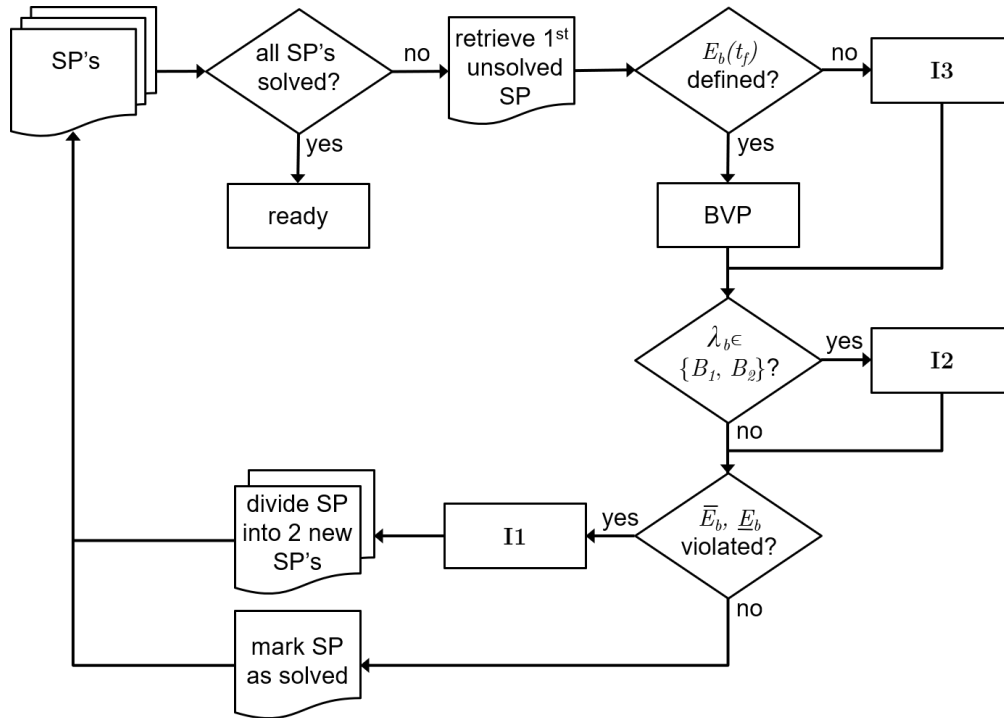 SP's
all SP's
solved?
no
retrieve 1ˢᵗ
unsolved
SP
E_b(t_f)
defined?
no
I3
yes
ready
yes
BVP
λ_b∈
{B_1, B_2}?
yes
I2
no
divide SP
into 2 new
SP's
I1
yes
E̅_b, E̲_b
violated?
no
mark SP
as solved